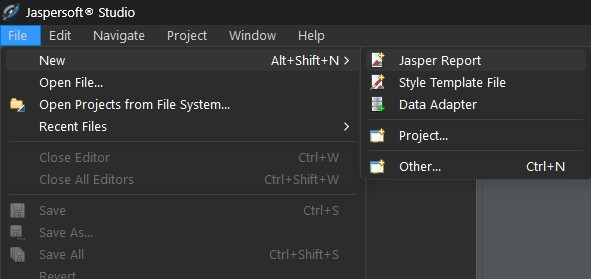 Jaspersoft® Studio
File Edit Navigate Project Window Help
New Alt+Shift+N
Open File...
Open Projects from File System...
Recent Files
Close Editor Ctrl+W
Close All Editors Ctrl+Shift+W
Save Ctrl+S
Save As...
Save All Ctrl+Shift+S
Revert
Jasper Report
Style Template File
Data Adapter
Project...
Other... Ctrl+N